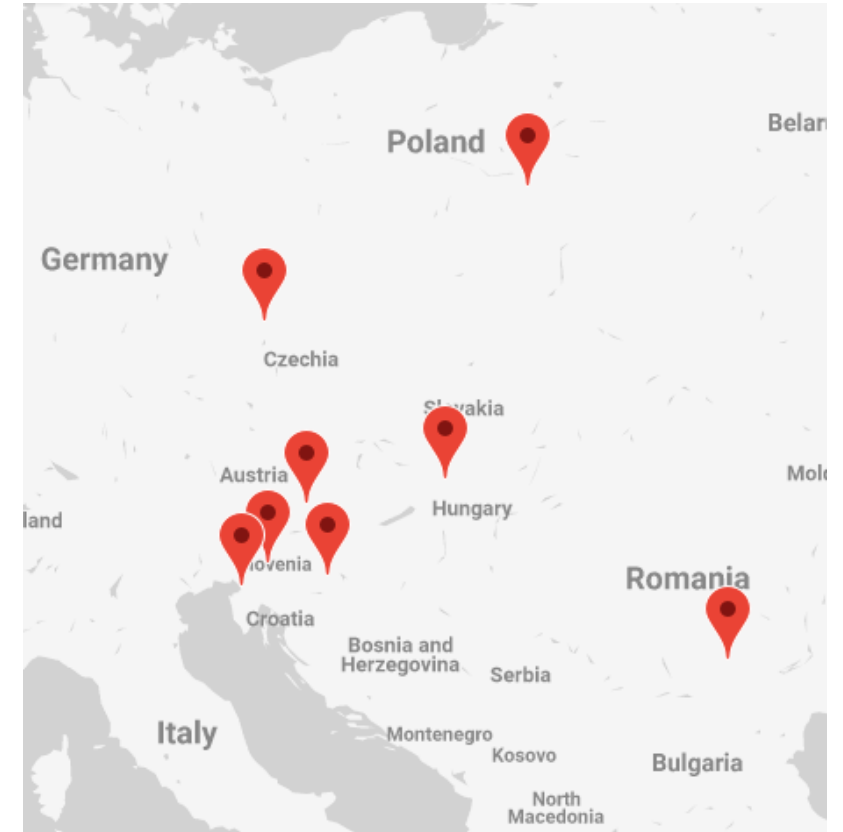 Poland
Belar
Germany
Czechia
Slovakia
Austria
Mold
land
Hungary
ovenia
Romania
Croatia
Bosnia and
Herzegovina
Serbia
Italy
Montenegro
Kosovo
Bulgaria
North
Macedonia